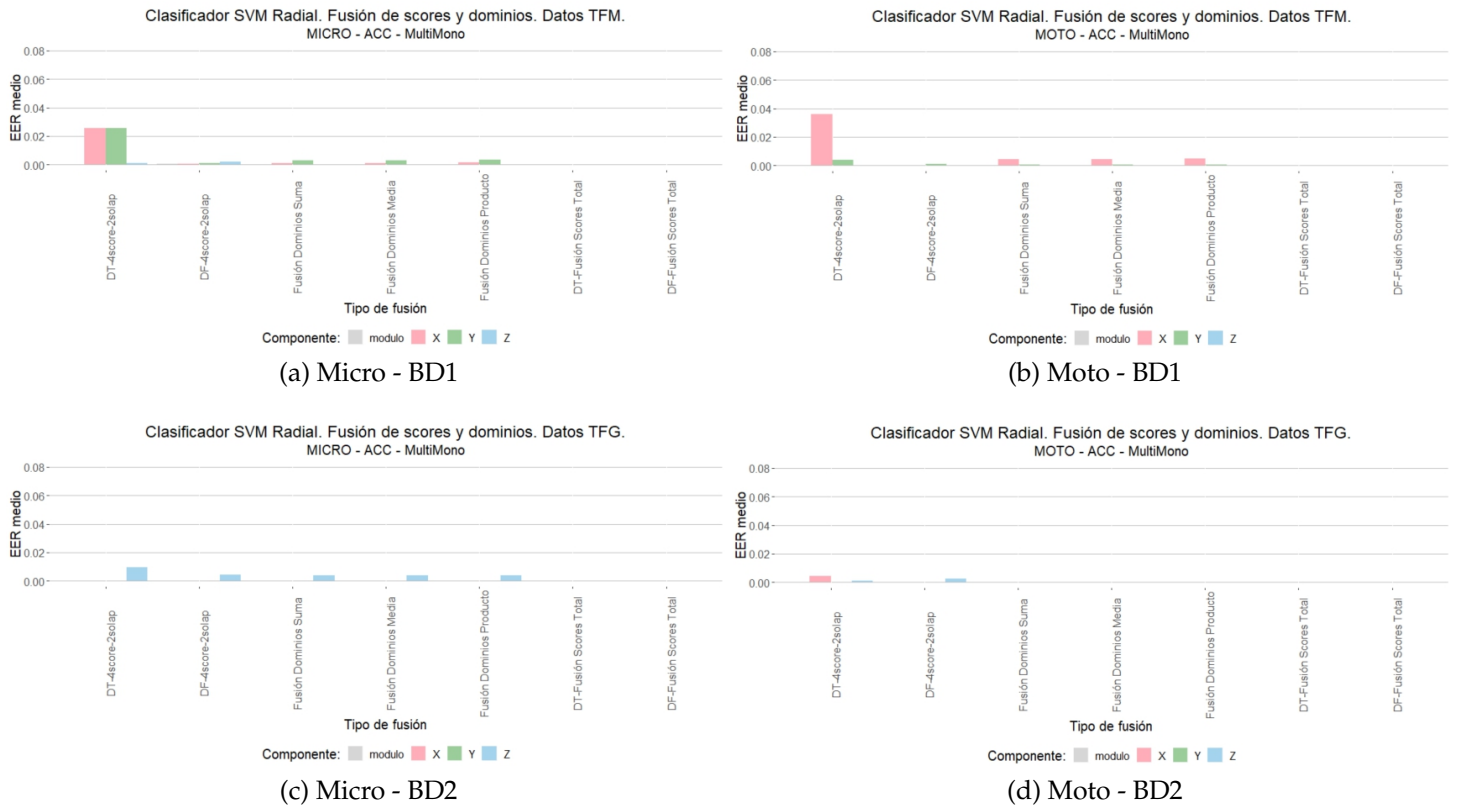 Clasificador SVM Radial. Fusión de scores y dominios. Datos TFM.
MICRO - ACC - MultiMono
EER medio
0.08
0.06
0.04
0.02
0.00
DT-4score-2solap
DF-4score-2solap
Fusión Dominios Suma
Fusión Dominios Media
Fusión Dominios Producto
DT-Fusión Scores Total
DF-Fusión Scores Total
Tipo de fusión
Componente: modulo X Y Z
(a) Micro - BD1
Clasificador SVM Radial. Fusión de scores y dominios. Datos TFM.
MOTO - ACC - MultiMono
EER medio
0.08
0.06
0.04
0.02
0.00
DT-4score-2solap
DF-4score-2solap
Fusión Dominios Suma
Fusión Dominios Media
Fusión Dominios Producto
DT-Fusión Scores Total
DF-Fusión Scores Total
Tipo de fusión
Componente: modulo X Y Z
(b) Moto - BD1
Clasificador SVM Radial. Fusión de scores y dominios. Datos TFG.
MICRO - ACC - MultiMono
EER medio
0.08
0.06
0.04
0.02
0.00
DT-4score-2solap
DF-4score-2solap
Fusión Dominios Suma
Fusión Dominios Media
Fusión Dominios Producto
DT-Fusión Scores Total
DF-Fusión Scores Total
Tipo de fusión
Componente: modulo X Y Z
(c) Micro - BD2
Clasificador SVM Radial. Fusión de scores y dominios. Datos TFG.
MOTO - ACC - MultiMono
EER medio
0.08
0.06
0.04
0.02
0.00
DT-4score-2solap
DF-4score-2solap
Fusión Dominios Suma
Fusión Dominios Media
Fusión Dominios Producto
DT-Fusión Scores Total
DF-Fusión Scores Total
Tipo de fusión
Componente: modulo X Y Z
(d) Moto - BD2